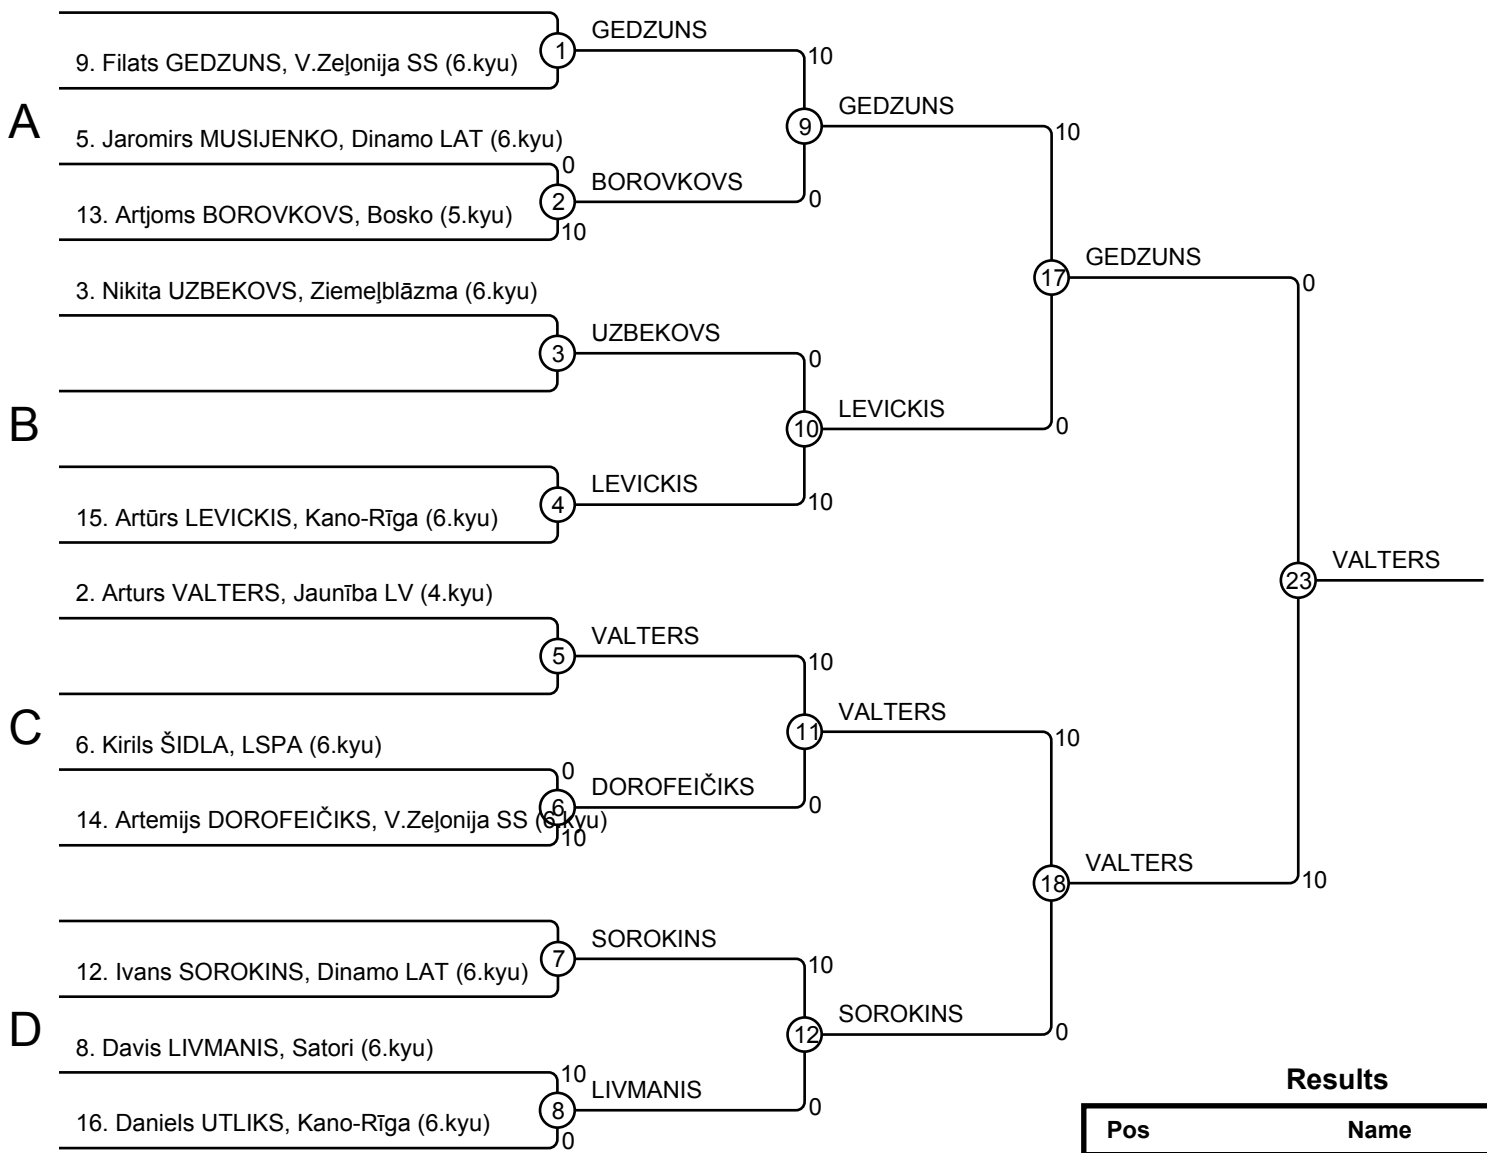 GEDZUNS
1
10
9. Filats GEDZUNS, V.Zeļonija SS (6.kyu)
A
GEDZUNS
9
10
5. Jaromirs MUSIJENKO, Dinamo LAT (6.kyu)
0
BOROVKOVS
2
0
13. Artjoms BOROVKOVS, Bosko (5.kyu)
10
GEDZUNS
17
0
3. Nikita UZBEKOVS, Ziemeļblāzma (6.kyu)
UZBEKOVS
3
0
B
LEVICKIS
10
0
LEVICKIS
4
10
15. Artūrs LEVICKIS, Kano-Rīga (6.kyu)
VALTERS
23
2. Arturs VALTERS, Jaunība LV (4.kyu)
VALTERS
5
10
C
VALTERS
11
10
6. Kirils ŠIDLA, LSPA (6.kyu)
0
DOROFEIČIKS
6
0
14. Artemijs DOROFEIČIKS, V.Zeļonija SS (6.kyu)
10
VALTERS
18
10
SOROKINS
7
10
12. Ivans SOROKINS, Dinamo LAT (6.kyu)
D
SOROKINS
12
0
8. Davis LIVMANIS, Satori (6.kyu)
10
LIVMANIS
8
0
16. Daniels UTLIKS, Kano-Rīga (6.kyu)
0
Results
Pos Name